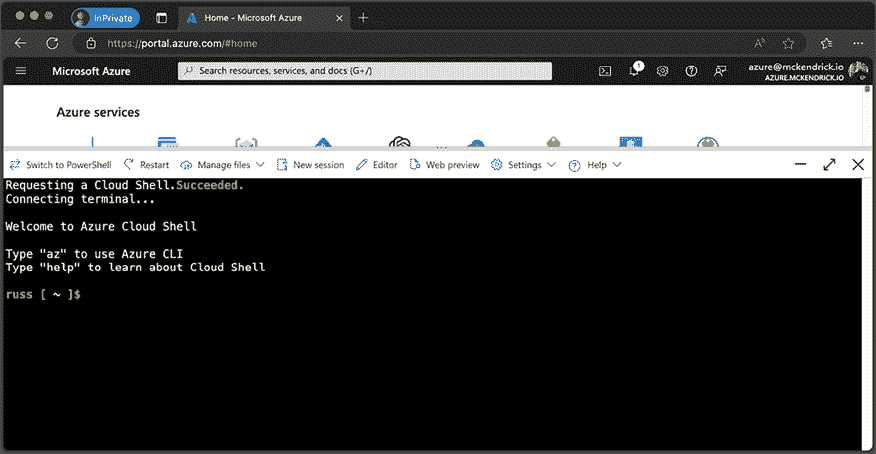 InPrivate
Home - Microsoft Azure
https://portal.azure.com/#home
Microsoft Azure
Search resources, services, and docs (G+/)
1
azure@mckendrick.io
AZURE.MCKENDRICK.IO
Azure services
Switch to PowerShell Restart Manage files New session Editor Web preview Settings Help
Requesting a Cloud Shell.Succeeded.
Connecting terminal...
Welcome to Azure Cloud Shell
Type "az" to use Azure CLI
Type "help" to learn about Cloud Shell
russ [ ~ ]$